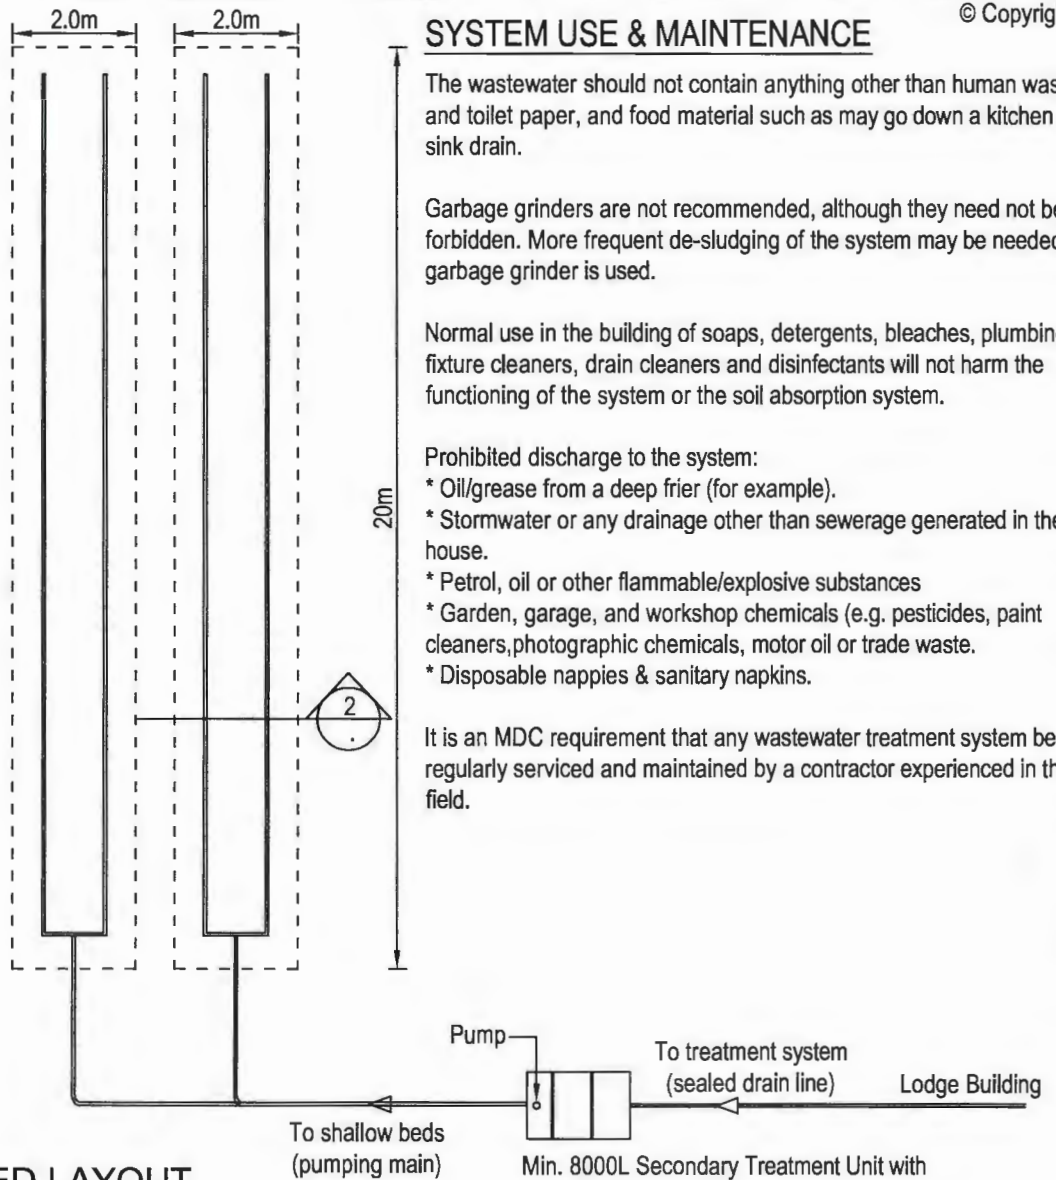 2.0m
2.0m
© Copyrig
SYSTEM USE & MAINTENANCE
The wastewater should not contain anything other than human was
and toilet paper, and food material such as may go down a kitchen
sink drain.
Garbage grinders are not recommended, although they need not be
forbidden. More frequent de-sludging of the system may be needed
garbage grinder is used.
Normal use in the building of soaps, detergents, bleaches, plumbin
fixture cleaners, drain cleaners and disinfectants will not harm the
functioning of the system or the soil absorption system.
Prohibited discharge to the system:
* Oil/grease from a deep frier (for example).
* Stormwater or any drainage other than sewerage generated in the
house.
* Petrol, oil or other flammable/explosive substances
* Garden, garage, and workshop chemicals (e.g. pesticides, paint
cleaners,photographic chemicals, motor oil or trade waste.
* Disposable nappies & sanitary napkins.
It is an MDC requirement that any wastewater treatment system be
regularly serviced and maintained by a contractor experienced in th
field.
20m
2
Pump
To treatment system
(sealed drain line)
Lodge Building
To shallow beds
(pumping main)
Min. 8000L Secondary Treatment Unit with
ED LAYOUT